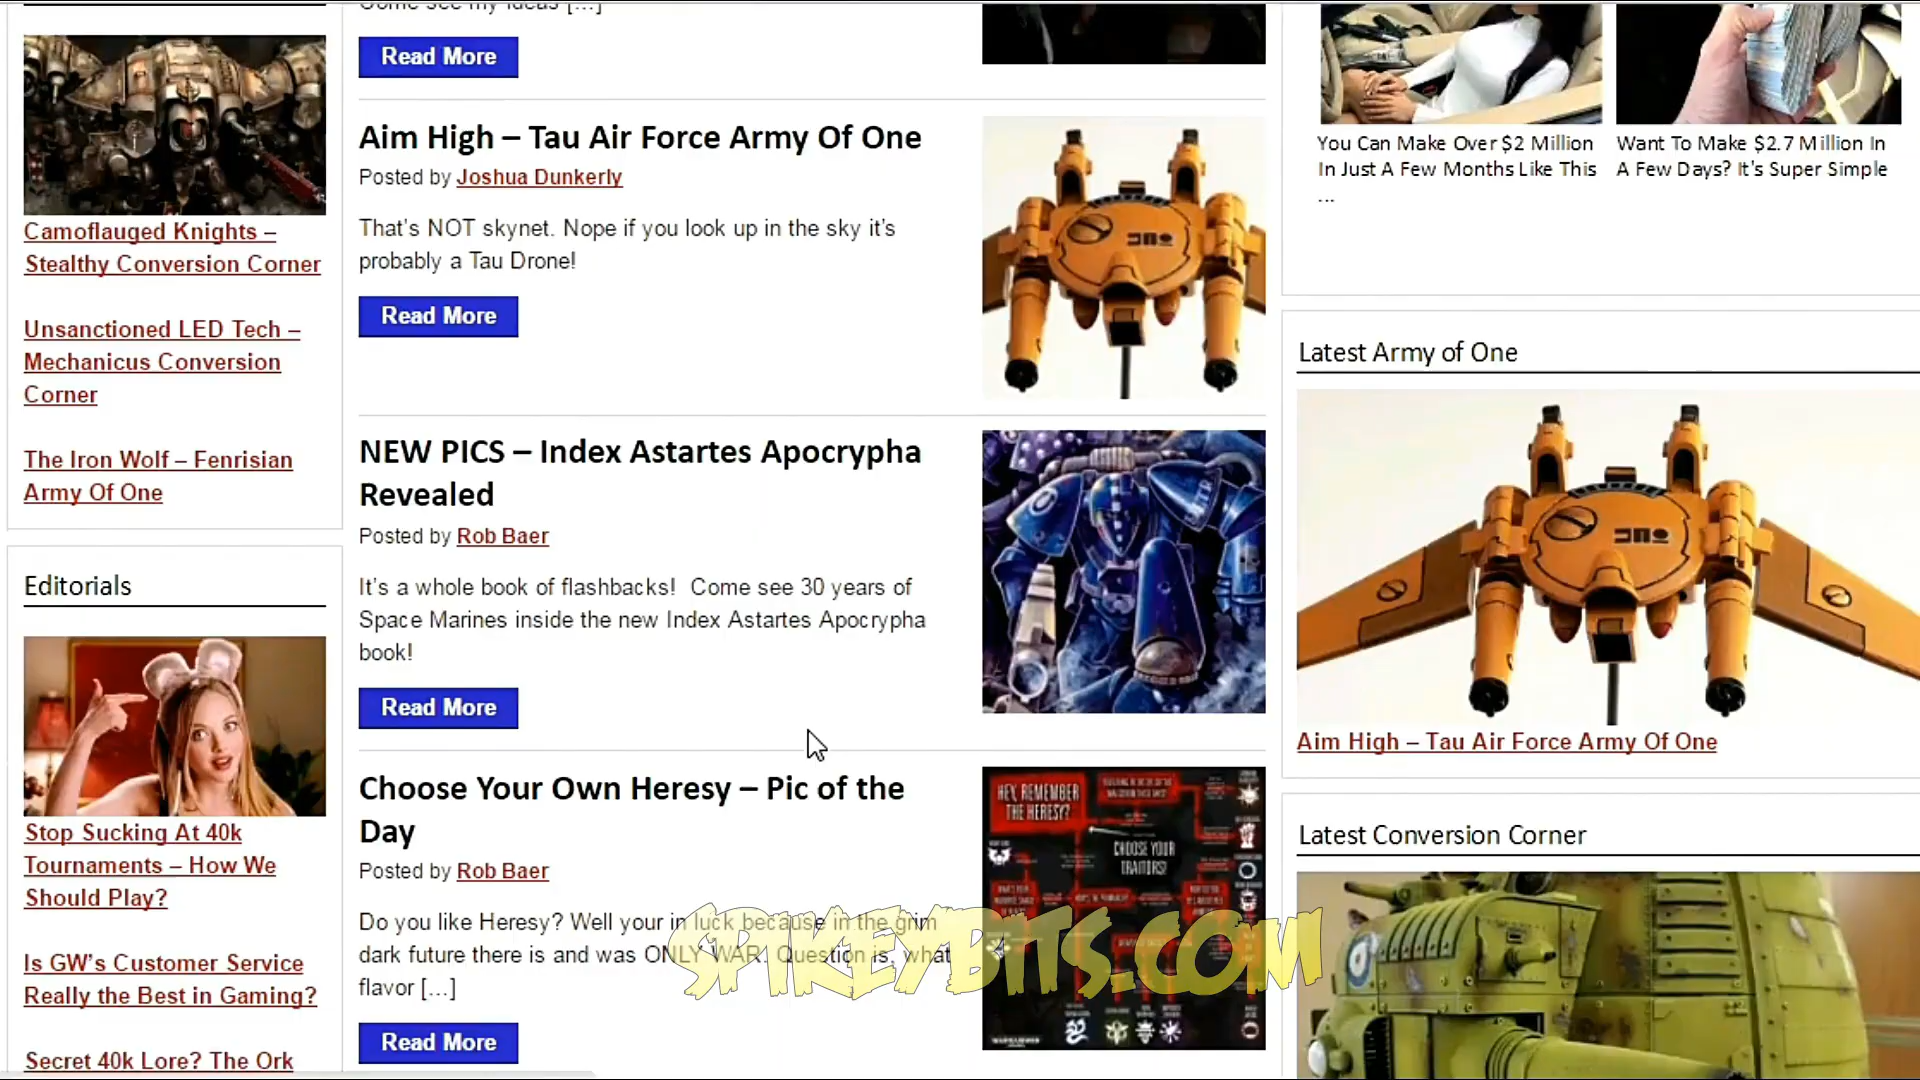 Come see my ideas [...]
Read More
Camoflauged Knights –
Stealthy Conversion Corner
Unsanctioned LED Tech –
Mechanicus Conversion
Corner
The Iron Wolf – Fenrisian
Army Of One
Editorials
Stop Sucking At 40k
Tournaments – How We
Should Play?
Is GW's Customer Service
Really the Best in Gaming?
Secret 40k Lore? The Ork
Aim High – Tau Air Force Army Of One
Posted by Joshua Dunkerly
That's NOT skynet. Nope if you look up in the sky it's
probably a Tau Drone!
Read More
NEW PICS – Index Astartes Apocrypha
Revealed
Posted by Rob Baer
It's a whole book of flashbacks!  Come see 30 years of
Space Marines inside the new Index Astartes Apocrypha
book!
Read More
Choose Your Own Heresy – Pic of the
Day
Posted by Rob Baer
Do you like Heresy? Well your in luck because in the grim
dark future there is and was ONLY WAR. Question is, what
flavor [...]
Read More
HEY, REMEMBER
THE HERESY?
CHOOSE YOUR
TRAITORS!
SPIKEYBITS.COM
You Can Make Over $2 Million
In Just A Few Months Like This
...
Want To Make $2.7 Million In
A Few Days? It's Super Simple
Latest Army of One
Aim High – Tau Air Force Army Of One
Latest Conversion Corner